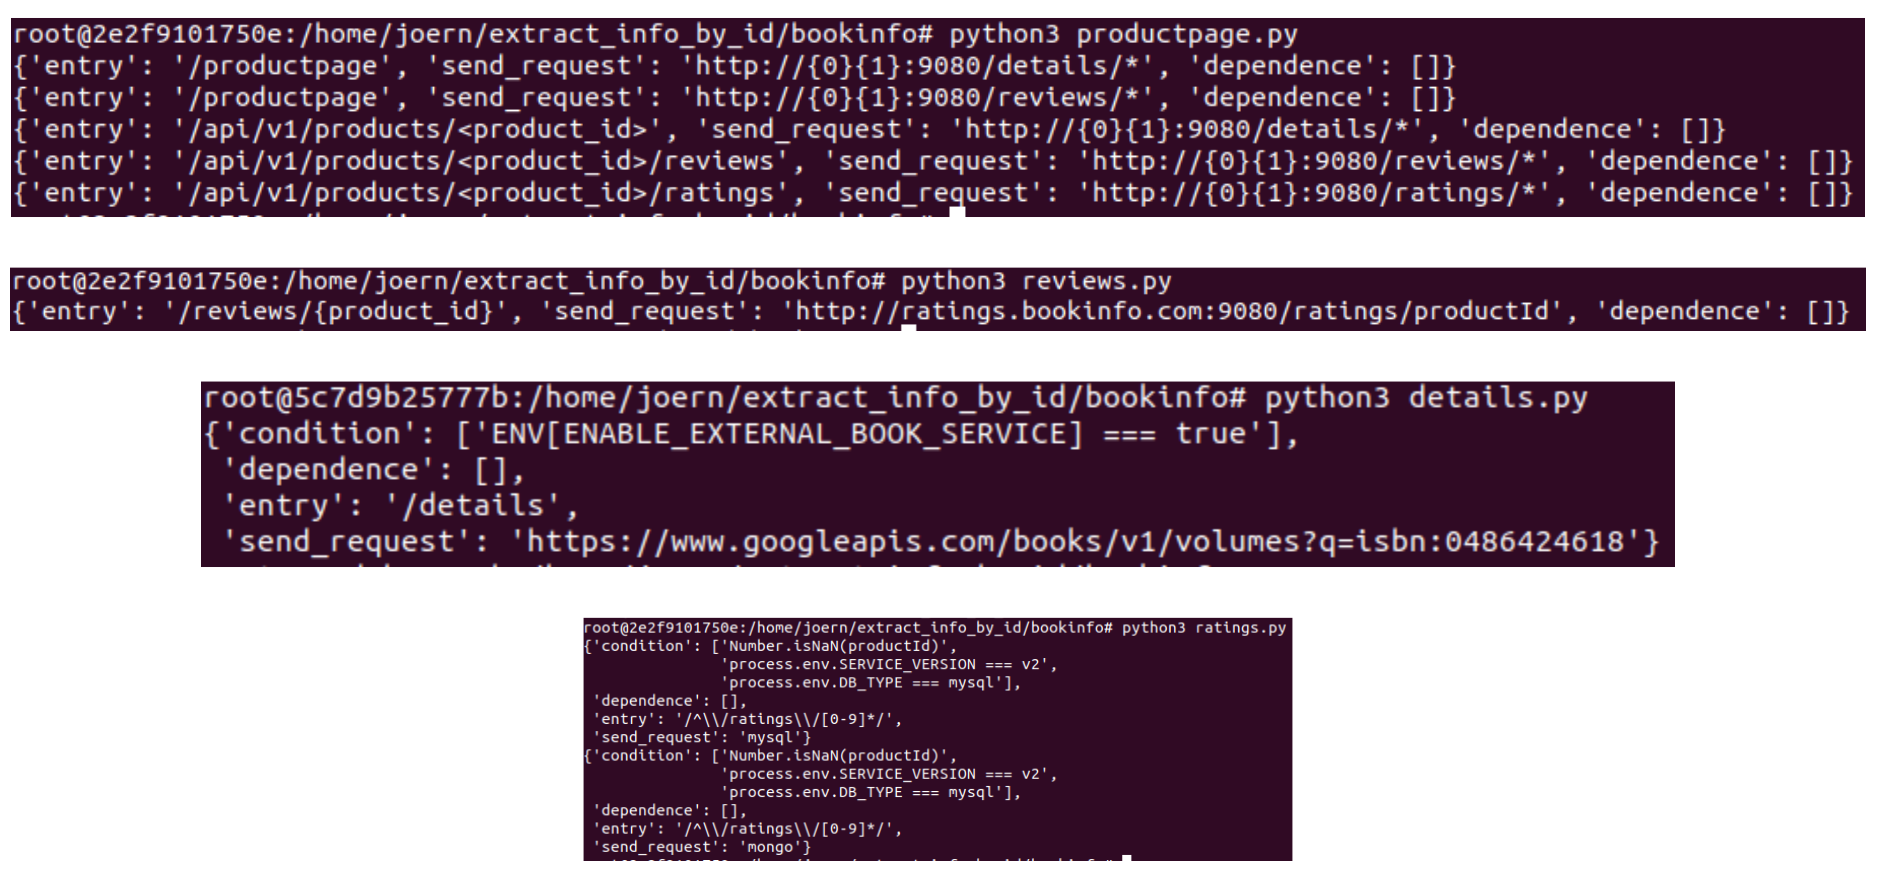 root@2e2f9101750e:/home/joern/extract_info_by_id/bookinfo# python3 productpage.py
{'entry': '/productpage', 'send_request': 'http://{0}{1}:9080/details/*', 'dependence': []}
{'entry': '/productpage', 'send_request': 'http://{0}{1}:9080/reviews/*', 'dependence': []}
{'entry': '/api/v1/products/<product_id>', 'send_request': 'http://{0}{1}:9080/details/*', 'dependence': []}
{'entry': '/api/v1/products/<product_id>/reviews', 'send_request': 'http://{0}{1}:9080/reviews/*', 'dependence': []}
{'entry': '/api/v1/products/<product_id>/ratings', 'send_request': 'http://{0}{1}:9080/ratings/*', 'dependence': []}
root@2e2f9101750e:/home/joern/extract_info_by_id/bookinfo# python3 reviews.py
{'entry': '/reviews/{product_id}', 'send_request': 'http://ratings.bookinfo.com:9080/ratings/productId', 'dependence': []}
root@5c7d9b25777b:/home/joern/extract_info_by_id/bookinfo# python3 details.py
{'condition': ['ENV[ENABLE_EXTERNAL_BOOK_SERVICE] === true'],
 'dependence': [],
 'entry': '/details',
 'send_request': 'https://www.googleapis.com/books/v1/volumes?q=isbn:0486424618'}
root@2e2f9101750e:/home/joern/extract_info_by_id/bookinfo# python3 ratings.py
{'condition': ['Number.isNaN(productId)',
               'process.env.SERVICE_VERSION === v2',
               'process.env.DB_TYPE === mysql'],
 'dependence': [],
 'entry': '/^\\/ratings\\/[0-9]*/',
 'send_request': 'mysql'}
{'condition': ['Number.isNaN(productId)',
               'process.env.SERVICE_VERSION === v2',
               'process.env.DB_TYPE === mysql'],
 'dependence': [],
 'entry': '/^\\/ratings\\/[0-9]*/',
 'send_request': 'mongo'}